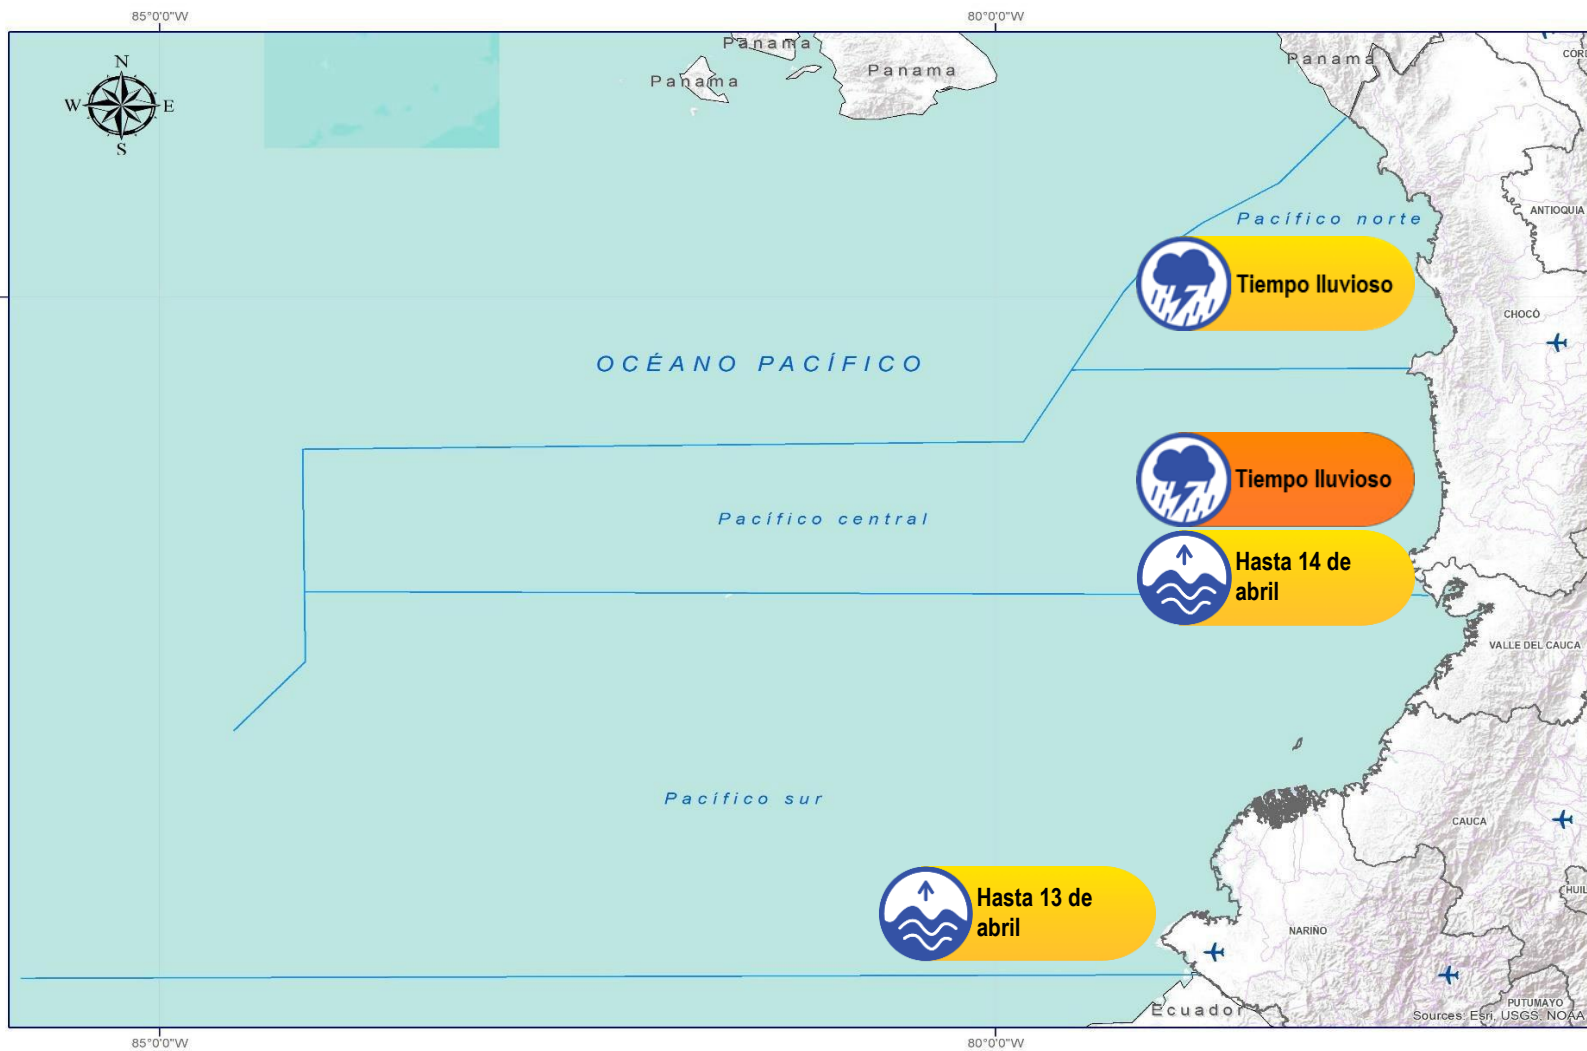 85°0'0"W
80°0'0"W
N
W
E
S
Panama
Panama
Panama
Panama
ANTIOQUIA
Pacífico norte
Tiempo lluvioso
CHOCÓ
OCÉANO PACÍFICO
Tiempo lluvioso
Pacífico central
Hasta 14 de
abril
VALLE DEL CAUCA
Pacífico sur
CAUCA
Hasta 13 de
abril
NARIÑO
Ecuador
PUTUMAYO
Sources: Esri, USGS, NOAA
85°0'0"W
80°0'0"W